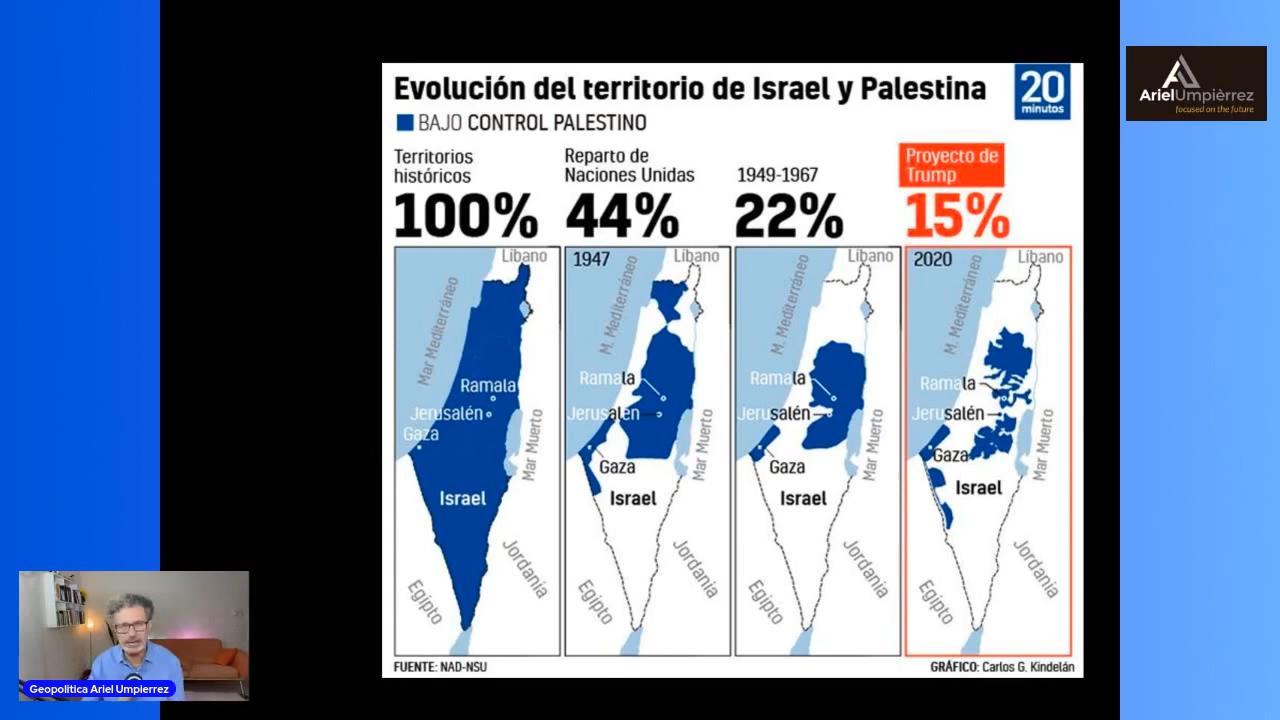 Evolución del territorio de Israel y Palestina
20
minutos
BAJO CONTROL PALESTINO
Territorios
históricos
100%
Reparto de
Naciones Unidas
44%
1949-1967
22%
Proyecto de
Trump
15%
Líbano
Mar Mediterráneo
Ramala
Jerusalén
Gaza
Mar Muerto
Israel
Jordania
Egipto
1947
Líbano
M. Mediterráneo
Ramala
Jerusalén
Gaza
Mar Muerto
Israel
Jordania
Egipto
Líbano
M. Mediterráneo
Ramala
Jerusalén
Gaza
Mar Muerto
Israel
Jordania
Egipto
2020
Líbano
M. Mediterráneo
Ramala
Jerusalén
Gaza
Mar Muerto
Israel
Jordania
Egipto
FUENTE: NAD-NSU
GRÁFICO: Carlos G. Kindelán
ArielUmpièrrez
focused on the future
Geopolitica Ariel Umpierrez